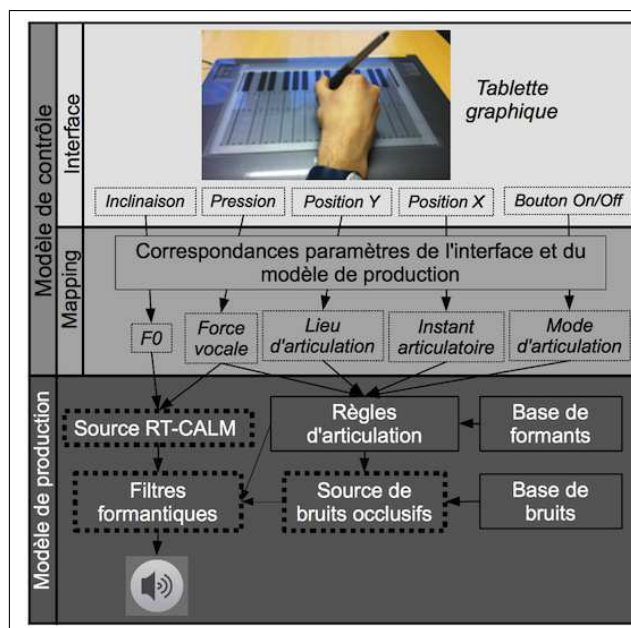 Modèle de contrôle
Interface
Tablette
graphique
Inclinaison
Pression
Position Y
Position X
Bouton On/Off
Mapping
Correspondances paramètres de l'interface et du
modèle de production
F0
Force
vocale
Lieu
d'articulation
Instant
articulatoire
Mode
d'articulation
Modèle de production
Source RT-CALM
Règles
d'articulation
Base de
formants
Filtres
formantiques
Source de
bruits occlusifs
Base de
bruits